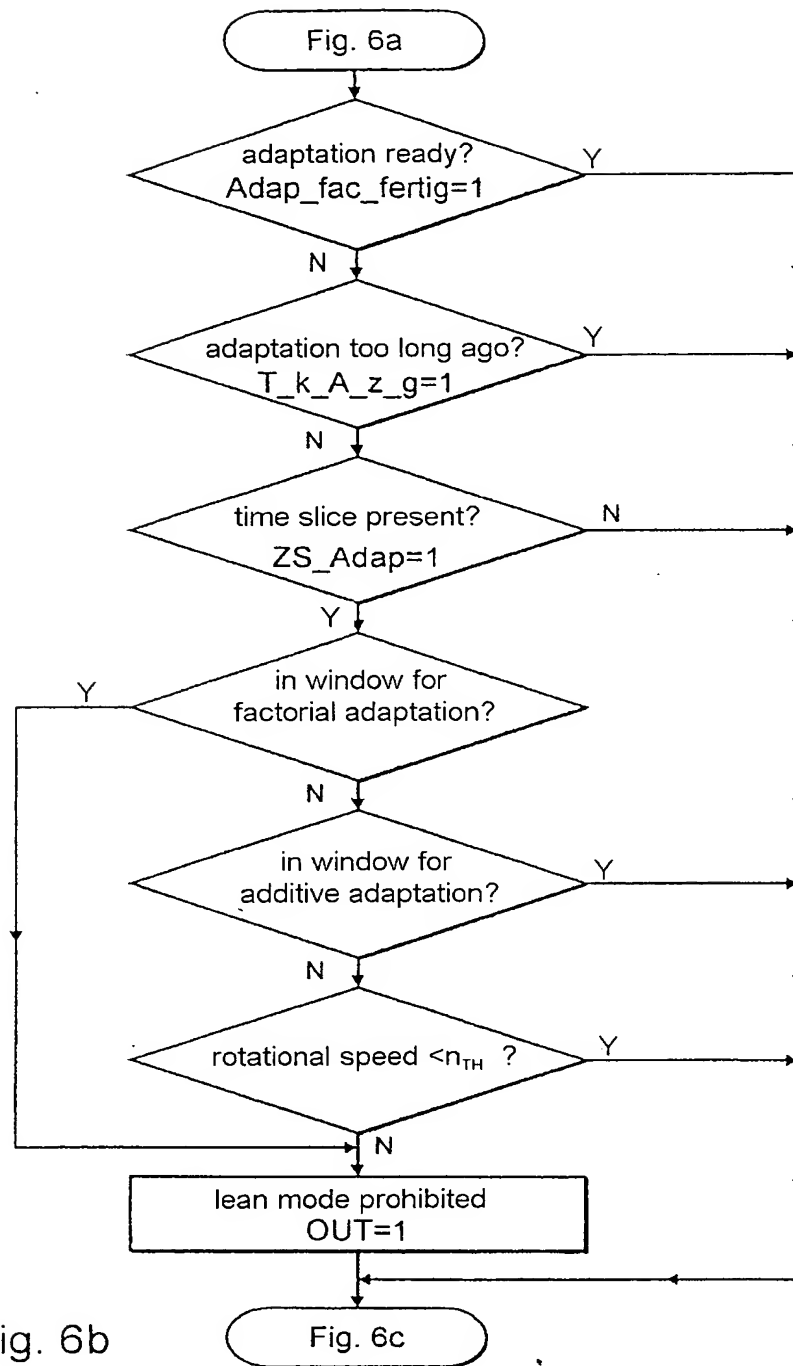 Fig. 6a
adaptation ready?
Adap_fac_fertig=1
Y
N
adaptation too long ago?
T_k_A_z_g=1
Y
N
time slice present?
ZS_Adap=1
N
Y
in window for
factorial adaptation?
Y
N
in window for
additive adaptation?
Y
N
rotational speed <nTH ?
Y
N
lean mode prohibited
OUT=1
ig. 6b
Fig. 6c